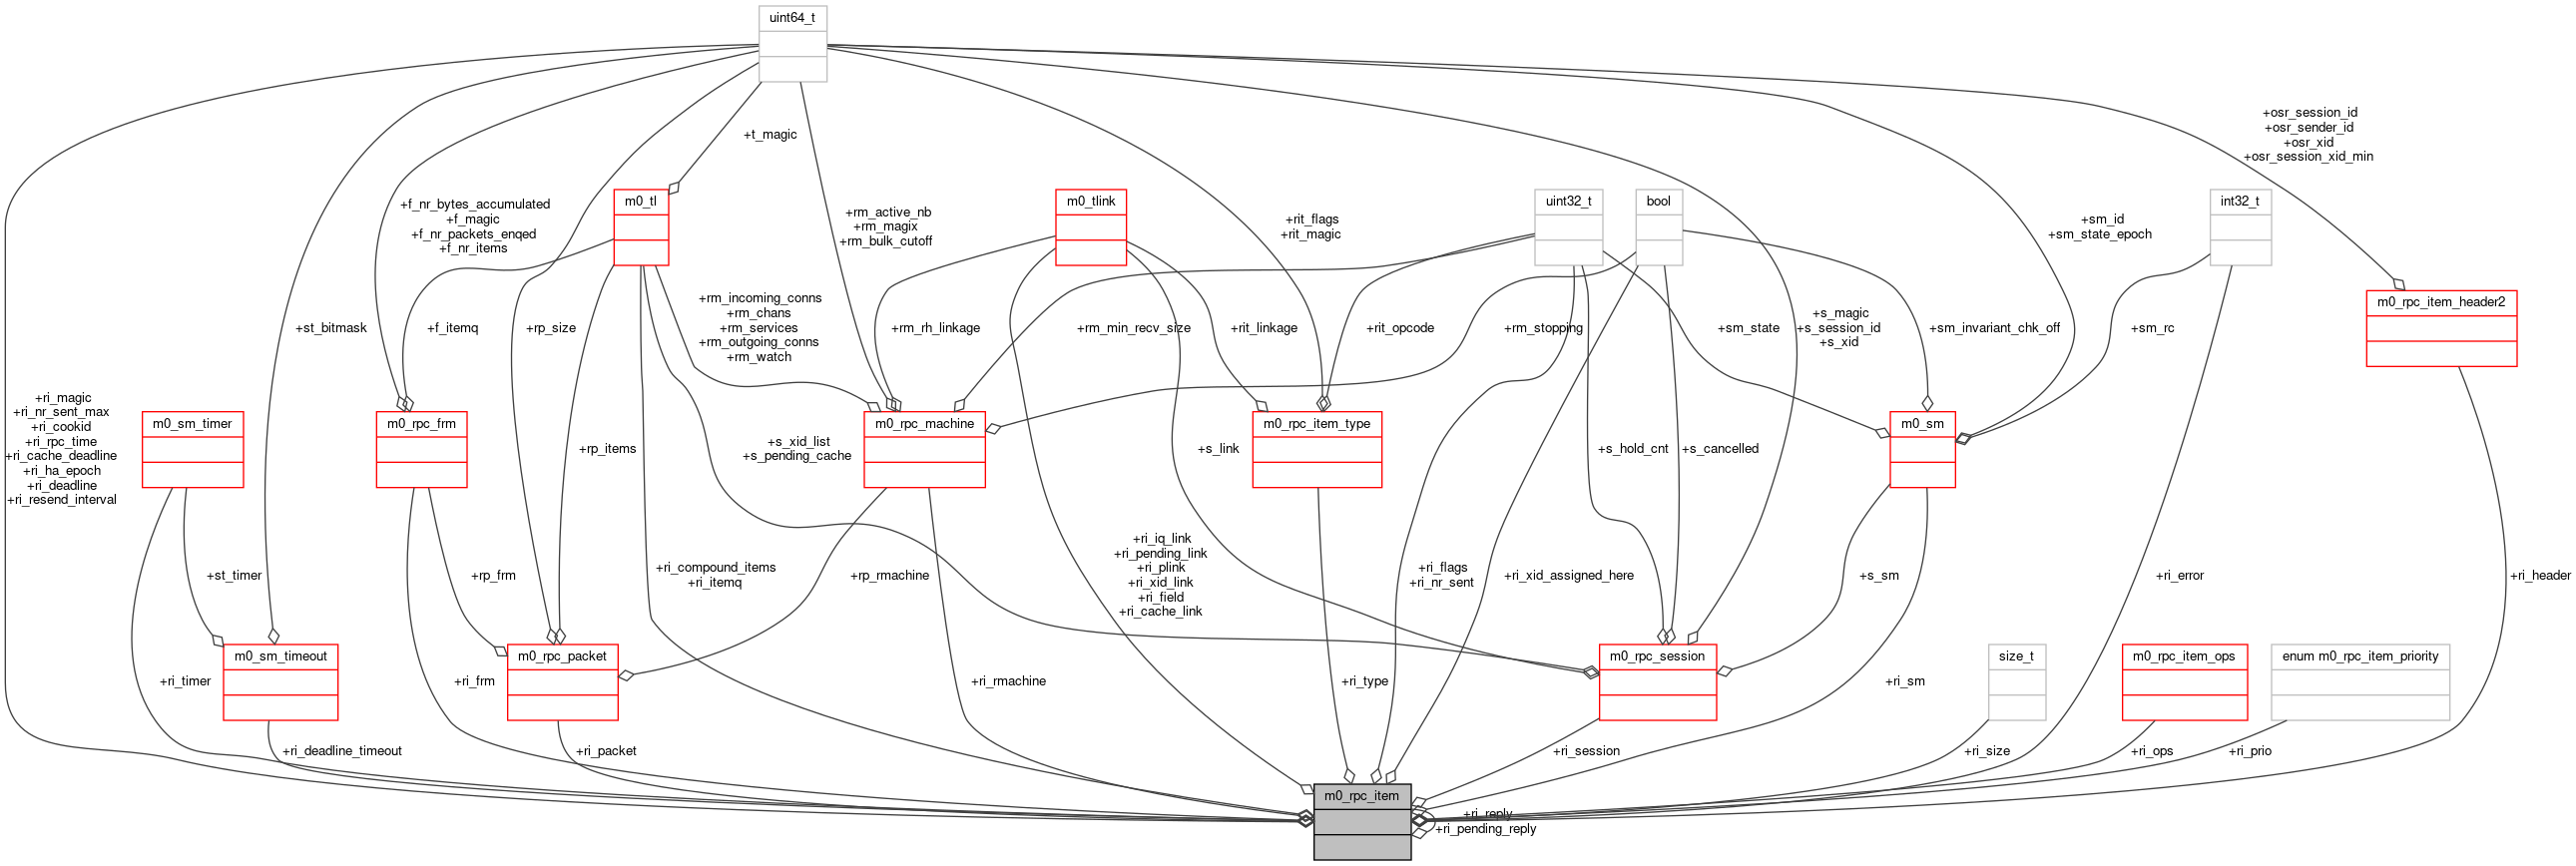 uint64_t
+osr_session_id
+osr_sender_id
+osr_xid
+osr_session_xid_min
+t_magic
m0_tl
m0_tlink
uint32_t
bool
int32_t
+f_nr_bytes_accumulated
+f_magic
+f_nr_packets_enqed
+f_nr_items
+rm_active_nb
+rm_magix
+rm_bulk_cutoff
+rit_flags
+rit_magic
+sm_id
+sm_state_epoch
m0_rpc_item_header2
+st_bitmask
+f_itemq
+rp_size
+rm_incoming_conns
+rm_chans
+rm_services
+rm_outgoing_conns
+rm_watch
+rm_rh_linkage
+rm_min_recv_size
+rit_linkage
+rit_opcode
+rm_stopping
+sm_state
+s_magic
+s_session_id
+s_xid
+sm_invariant_chk_off
+sm_rc
+ri_magic
+ri_nr_sent_max
+ri_cookid
+ri_rpc_time
+ri_cache_deadline
+ri_ha_epoch
+ri_deadline
+ri_resend_interval
m0_sm_timer
m0_rpc_frm
m0_rpc_machine
m0_rpc_item_type
m0_sm
+rp_items
+s_xid_list
+s_pending_cache
+s_link
+s_hold_cnt
+s_cancelled
+st_timer
+rp_frm
+ri_compound_items
+ri_itemq
+rp_rmachine
+ri_iq_link
+ri_pending_link
+ri_plink
+ri_xid_link
+ri_field
+ri_cache_link
+ri_flags
+ri_nr_sent
+ri_xid_assigned_here
+s_sm
+ri_error
+ri_header
m0_sm_timeout
m0_rpc_packet
m0_rpc_session
size_t
m0_rpc_item_ops
enum m0_rpc_item_priority
+ri_timer
+ri_frm
+ri_rmachine
+ri_type
+ri_sm
+ri_deadline_timeout
+ri_packet
+ri_session
+ri_size
+ri_ops
+ri_prio
m0_rpc_item
+ri_reply
+ri_pending_reply